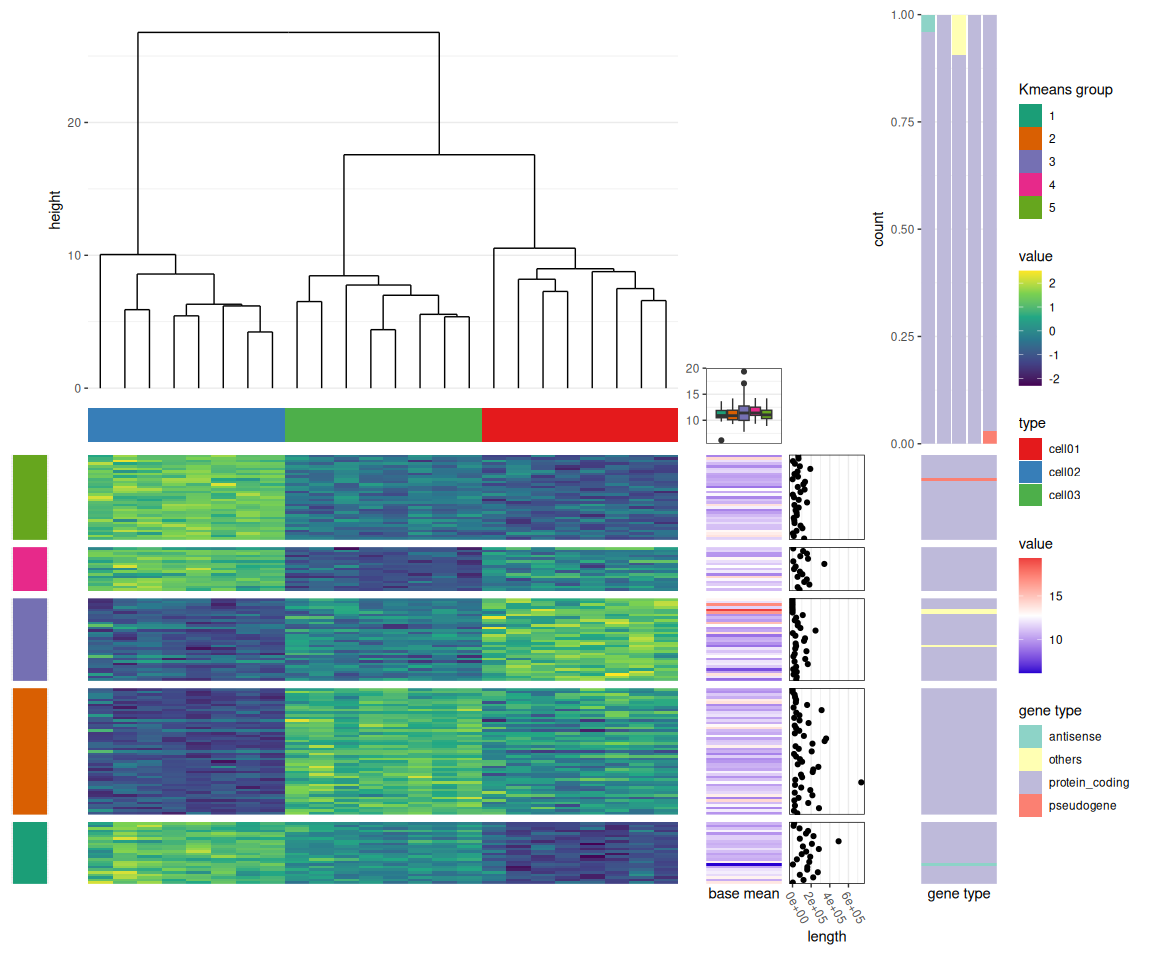 height
20
10
0
20
15
10
count
1.00
0.75
0.50
0.25
0.00
Kmeans group
1
2
3
4
5
value
2
1
0
-1
-2
type
cell01
cell02
cell03
value
15
10
gene type
antisense
others
protein_coding
pseudogene
base mean
0e+00
2e+05
4e+05
6e+05
length
gene type